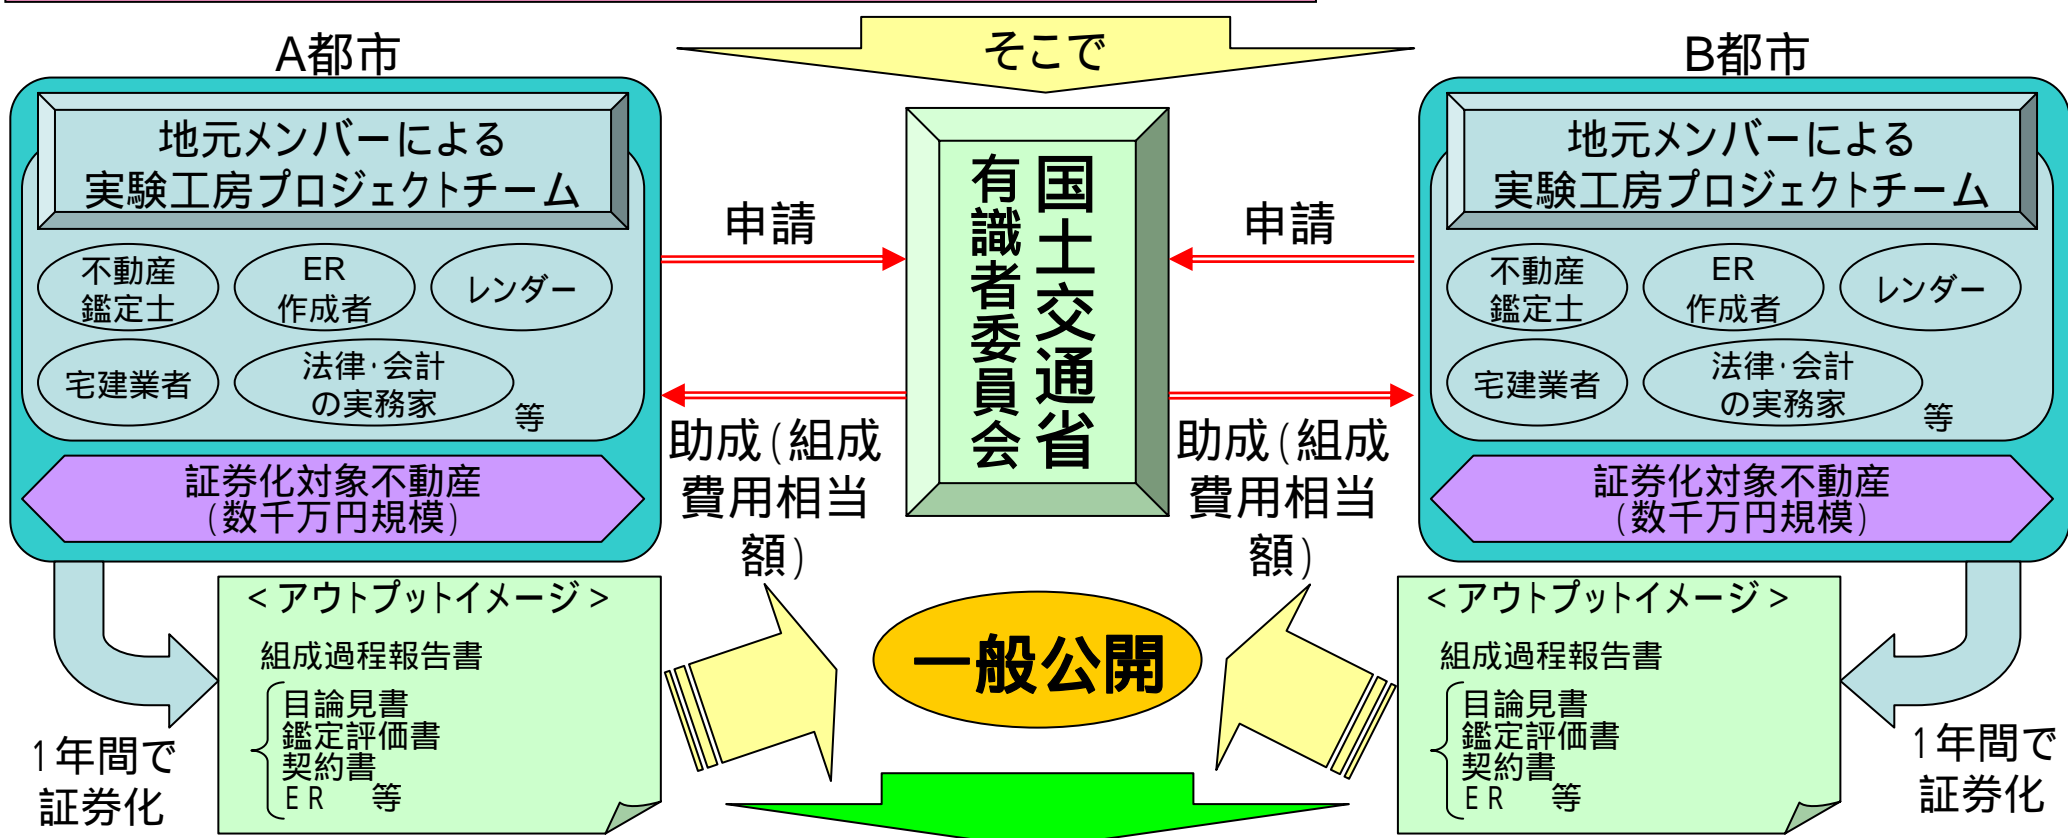 そこで
A都市
地元メンバーによる
実験工房プロジェクトチーム
不動産
鑑定士
ER
作成者
レンダー
宅建業者
法律・会計
の実務家
等
証券化対象不動産
(数千万円規模)
申請
助成(組成
費用相当
額)
国土交通省
有識者委員会
申請
助成(組成
費用相当
額)
B都市
地元メンバーによる
実験工房プロジェクトチーム
不動産
鑑定士
ER
作成者
レンダー
宅建業者
法律・会計
の実務家
等
証券化対象不動産
(数千万円規模)
1年間で
証券化
<アウトプットイメージ>
組成過程報告書
目論見書
鑑定評価書
契約書
ER 等
一般公開
<アウトプットイメージ>
組成過程報告書
目論見書
鑑定評価書
契約書
ER 等
1年間で
証券化